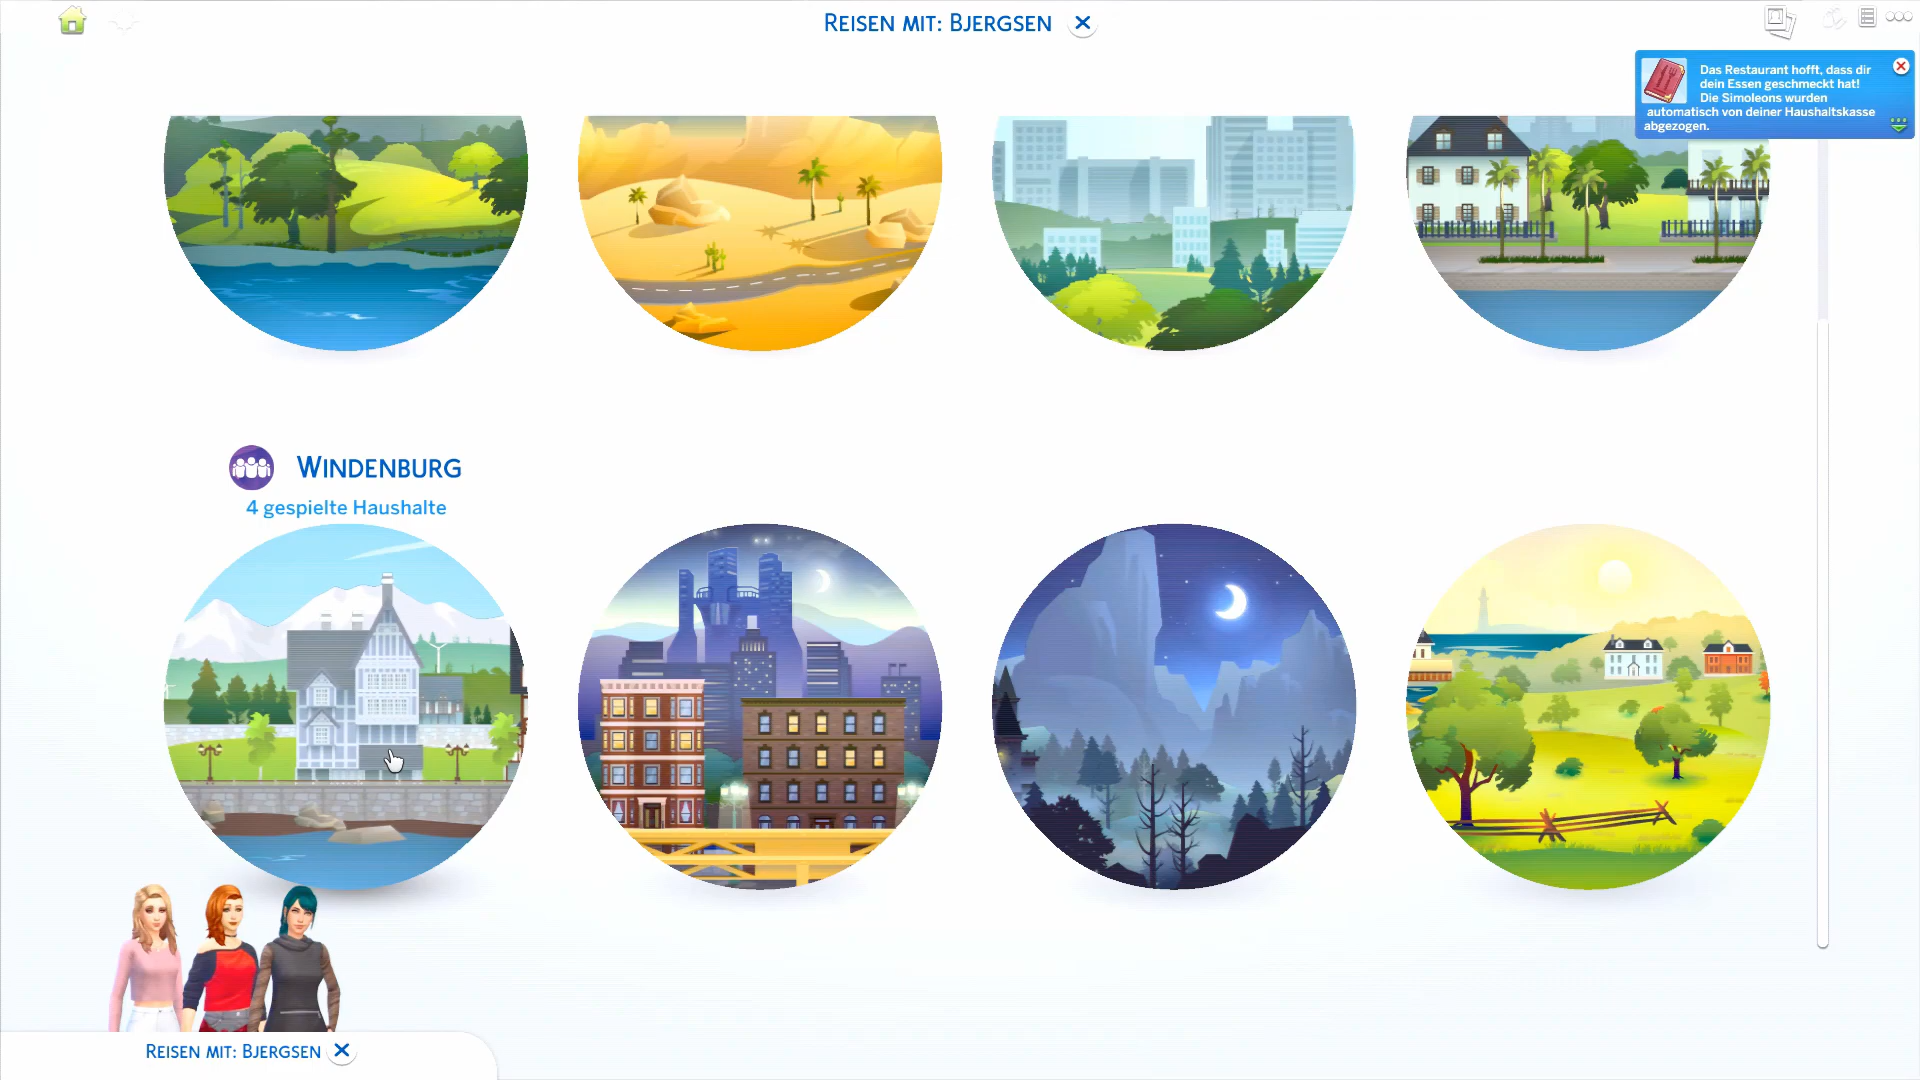 REISEN MIT: BJERGSEN
Das Restaurant hofft, dass dir
dein Essen geschmeckt hat!
Die Simoleons wurden
automatisch von deiner Haushaltskasse
abgezogen.
WINDENBURG
4 gespielte Haushalte
REISEN MIT: BJERGSEN